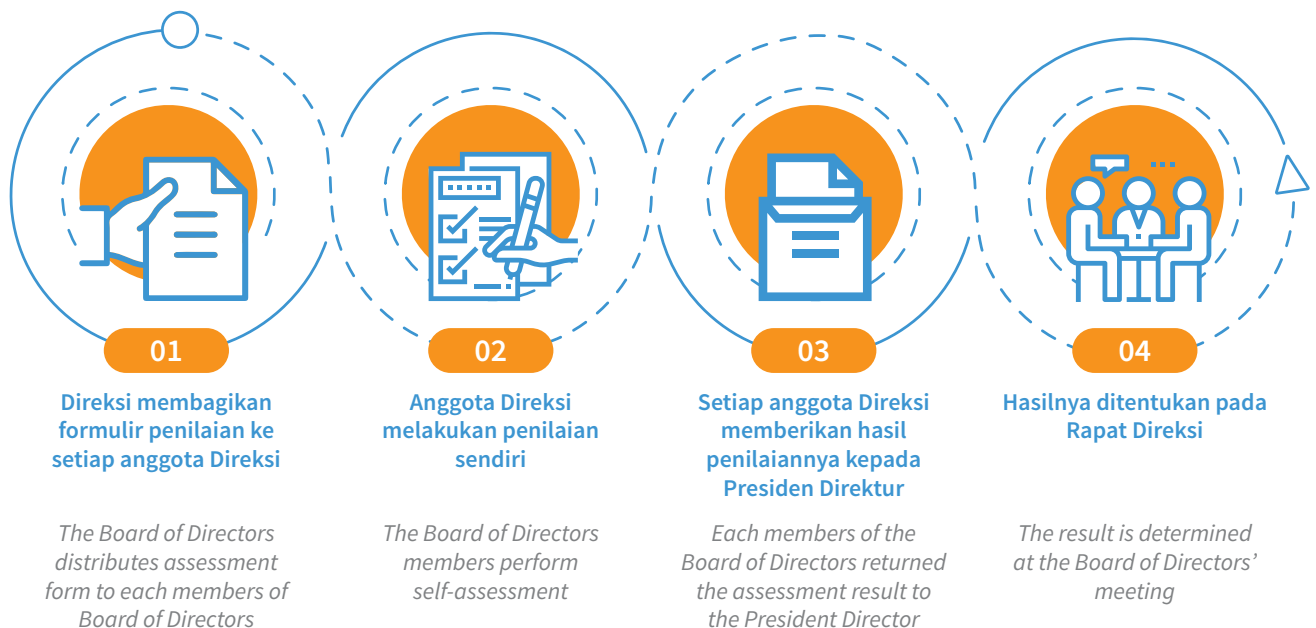 01
Direksi membagikan
formulir penilaian ke
setiap anggota Direksi
The Board of Directors
distributes assessment
form to each members of
Board of Directors
02
Anggota Direksi
melakukan penilaian
sendiri
The Board of Directors
members perform
self-assessment
03
Setiap anggota Direksi
memberikan hasil
penilaiannya kepada
Presiden Direktur
Each members of the
Board of Directors returned
the assessment result to
the President Director
04
Hasilnya ditentukan pada
Rapat Direksi
The result is determined
at the Board of Directors’
meeting